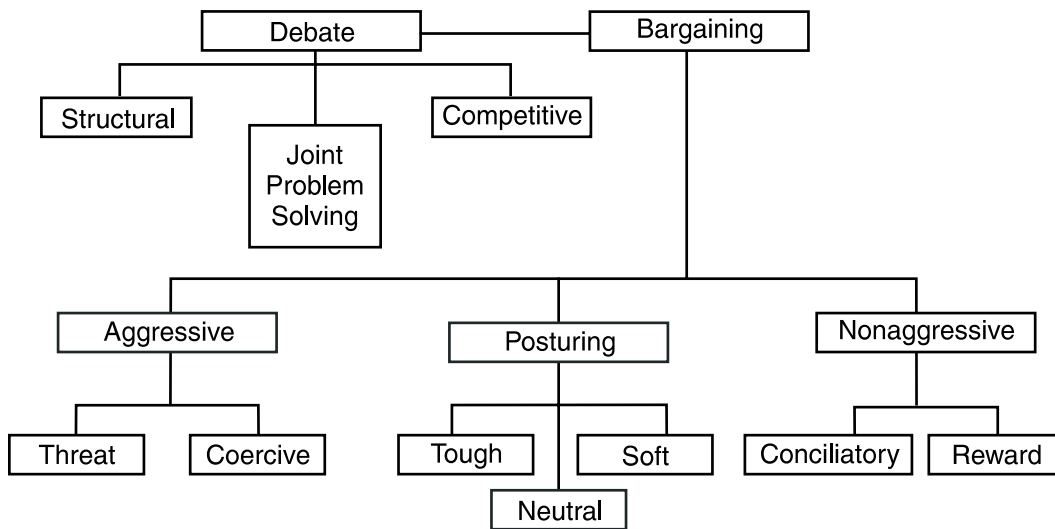 Debate
Bargaining
Structural
Competitive
Joint
Problem
Solving
Aggressive
Posturing
Nonaggressive
Threat
Coercive
Tough
Soft
Conciliatory
Reward
Neutral